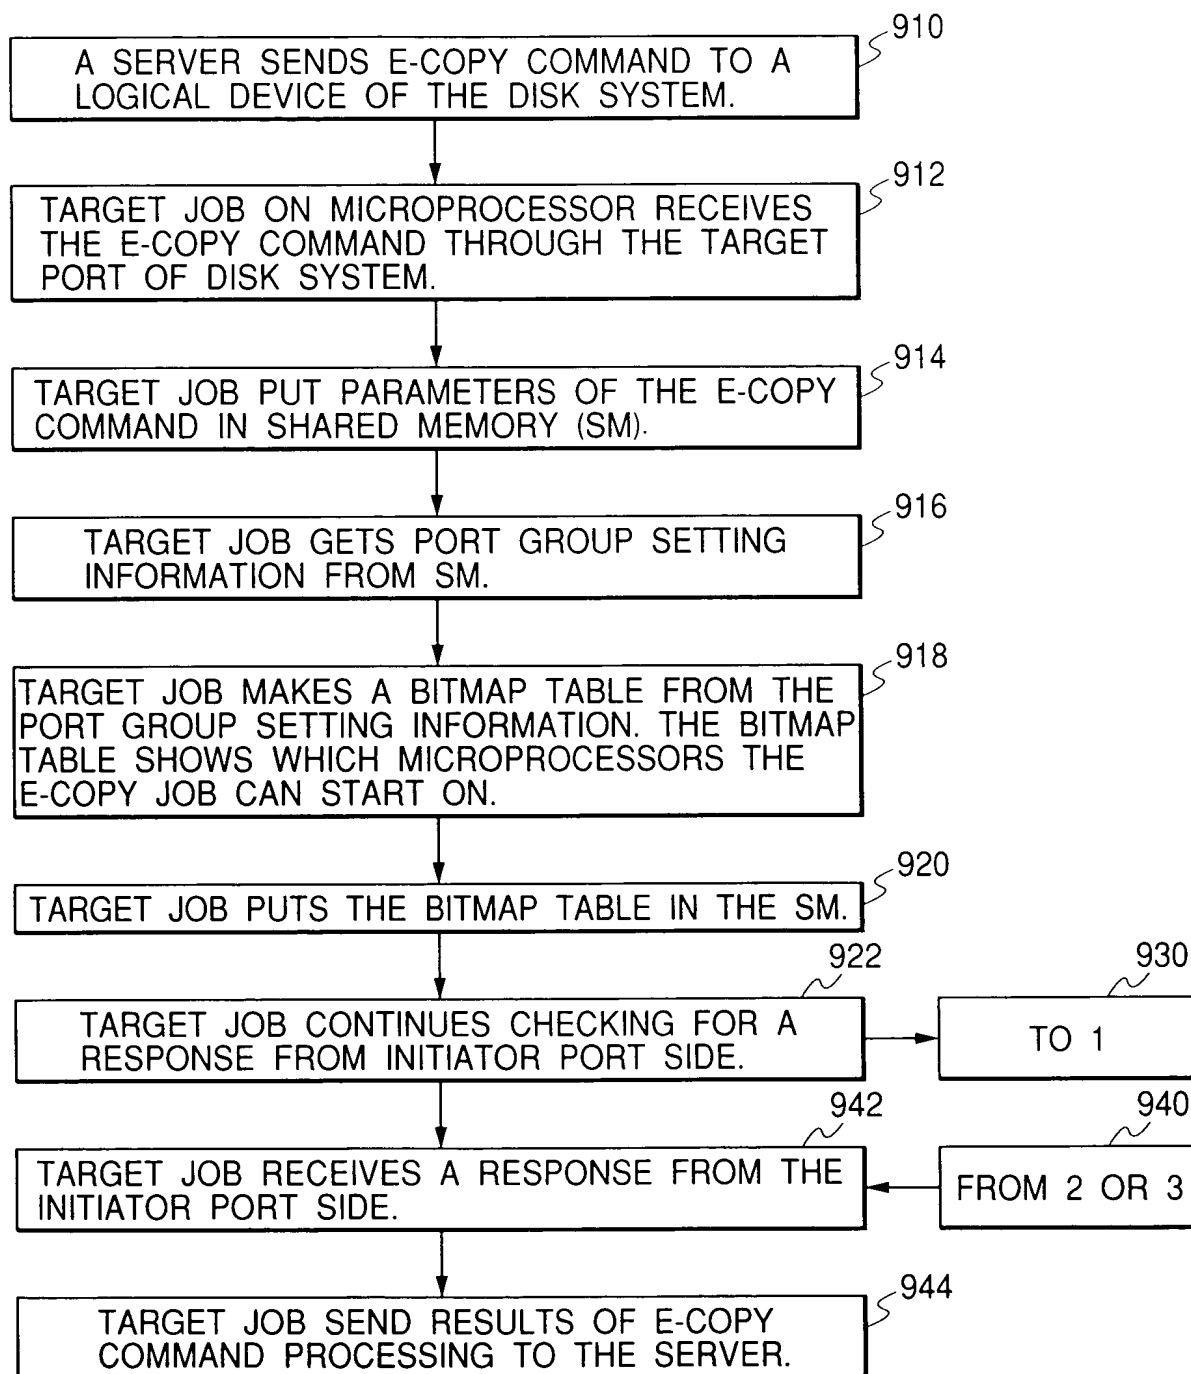 910
A SERVER SENDS E-COPY COMMAND TO A
LOGICAL DEVICE OF THE DISK SYSTEM.
912
TARGET JOB ON MICROPROCESSOR RECEIVES
THE E-COPY COMMAND THROUGH THE TARGET
PORT OF DISK SYSTEM.
914
TARGET JOB PUT PARAMETERS OF THE E-COPY
COMMAND IN SHARED MEMORY (SM).
916
TARGET JOB GETS PORT GROUP SETTING
INFORMATION FROM SM.
918
TARGET JOB MAKES A BITMAP TABLE FROM THE
PORT GROUP SETTING INFORMATION. THE BITMAP
TABLE SHOWS WHICH MICROPROCESSORS THE
E-COPY JOB CAN START ON.
920
TARGET JOB PUTS THE BITMAP TABLE IN THE SM.
922
TARGET JOB CONTINUES CHECKING FOR A
RESPONSE FROM INITIATOR PORT SIDE.
930
TO 1
942
TARGET JOB RECEIVES A RESPONSE FROM THE
INITIATOR PORT SIDE.
940
FROM 2 OR 3
944
TARGET JOB SEND RESULTS OF E-COPY
COMMAND PROCESSING TO THE SERVER.